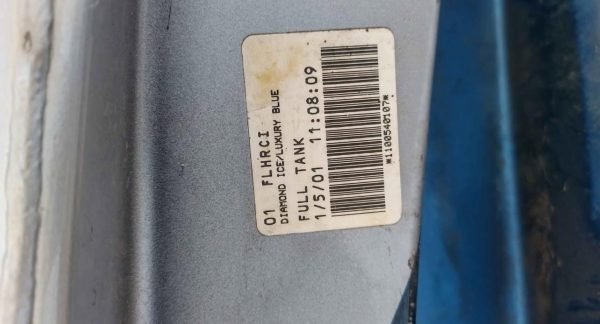 01 FLHRCI
DIAMOND ICE/LUXURY BLUE
FULL TANK
1/5/01 11:08:09
*1100540107*